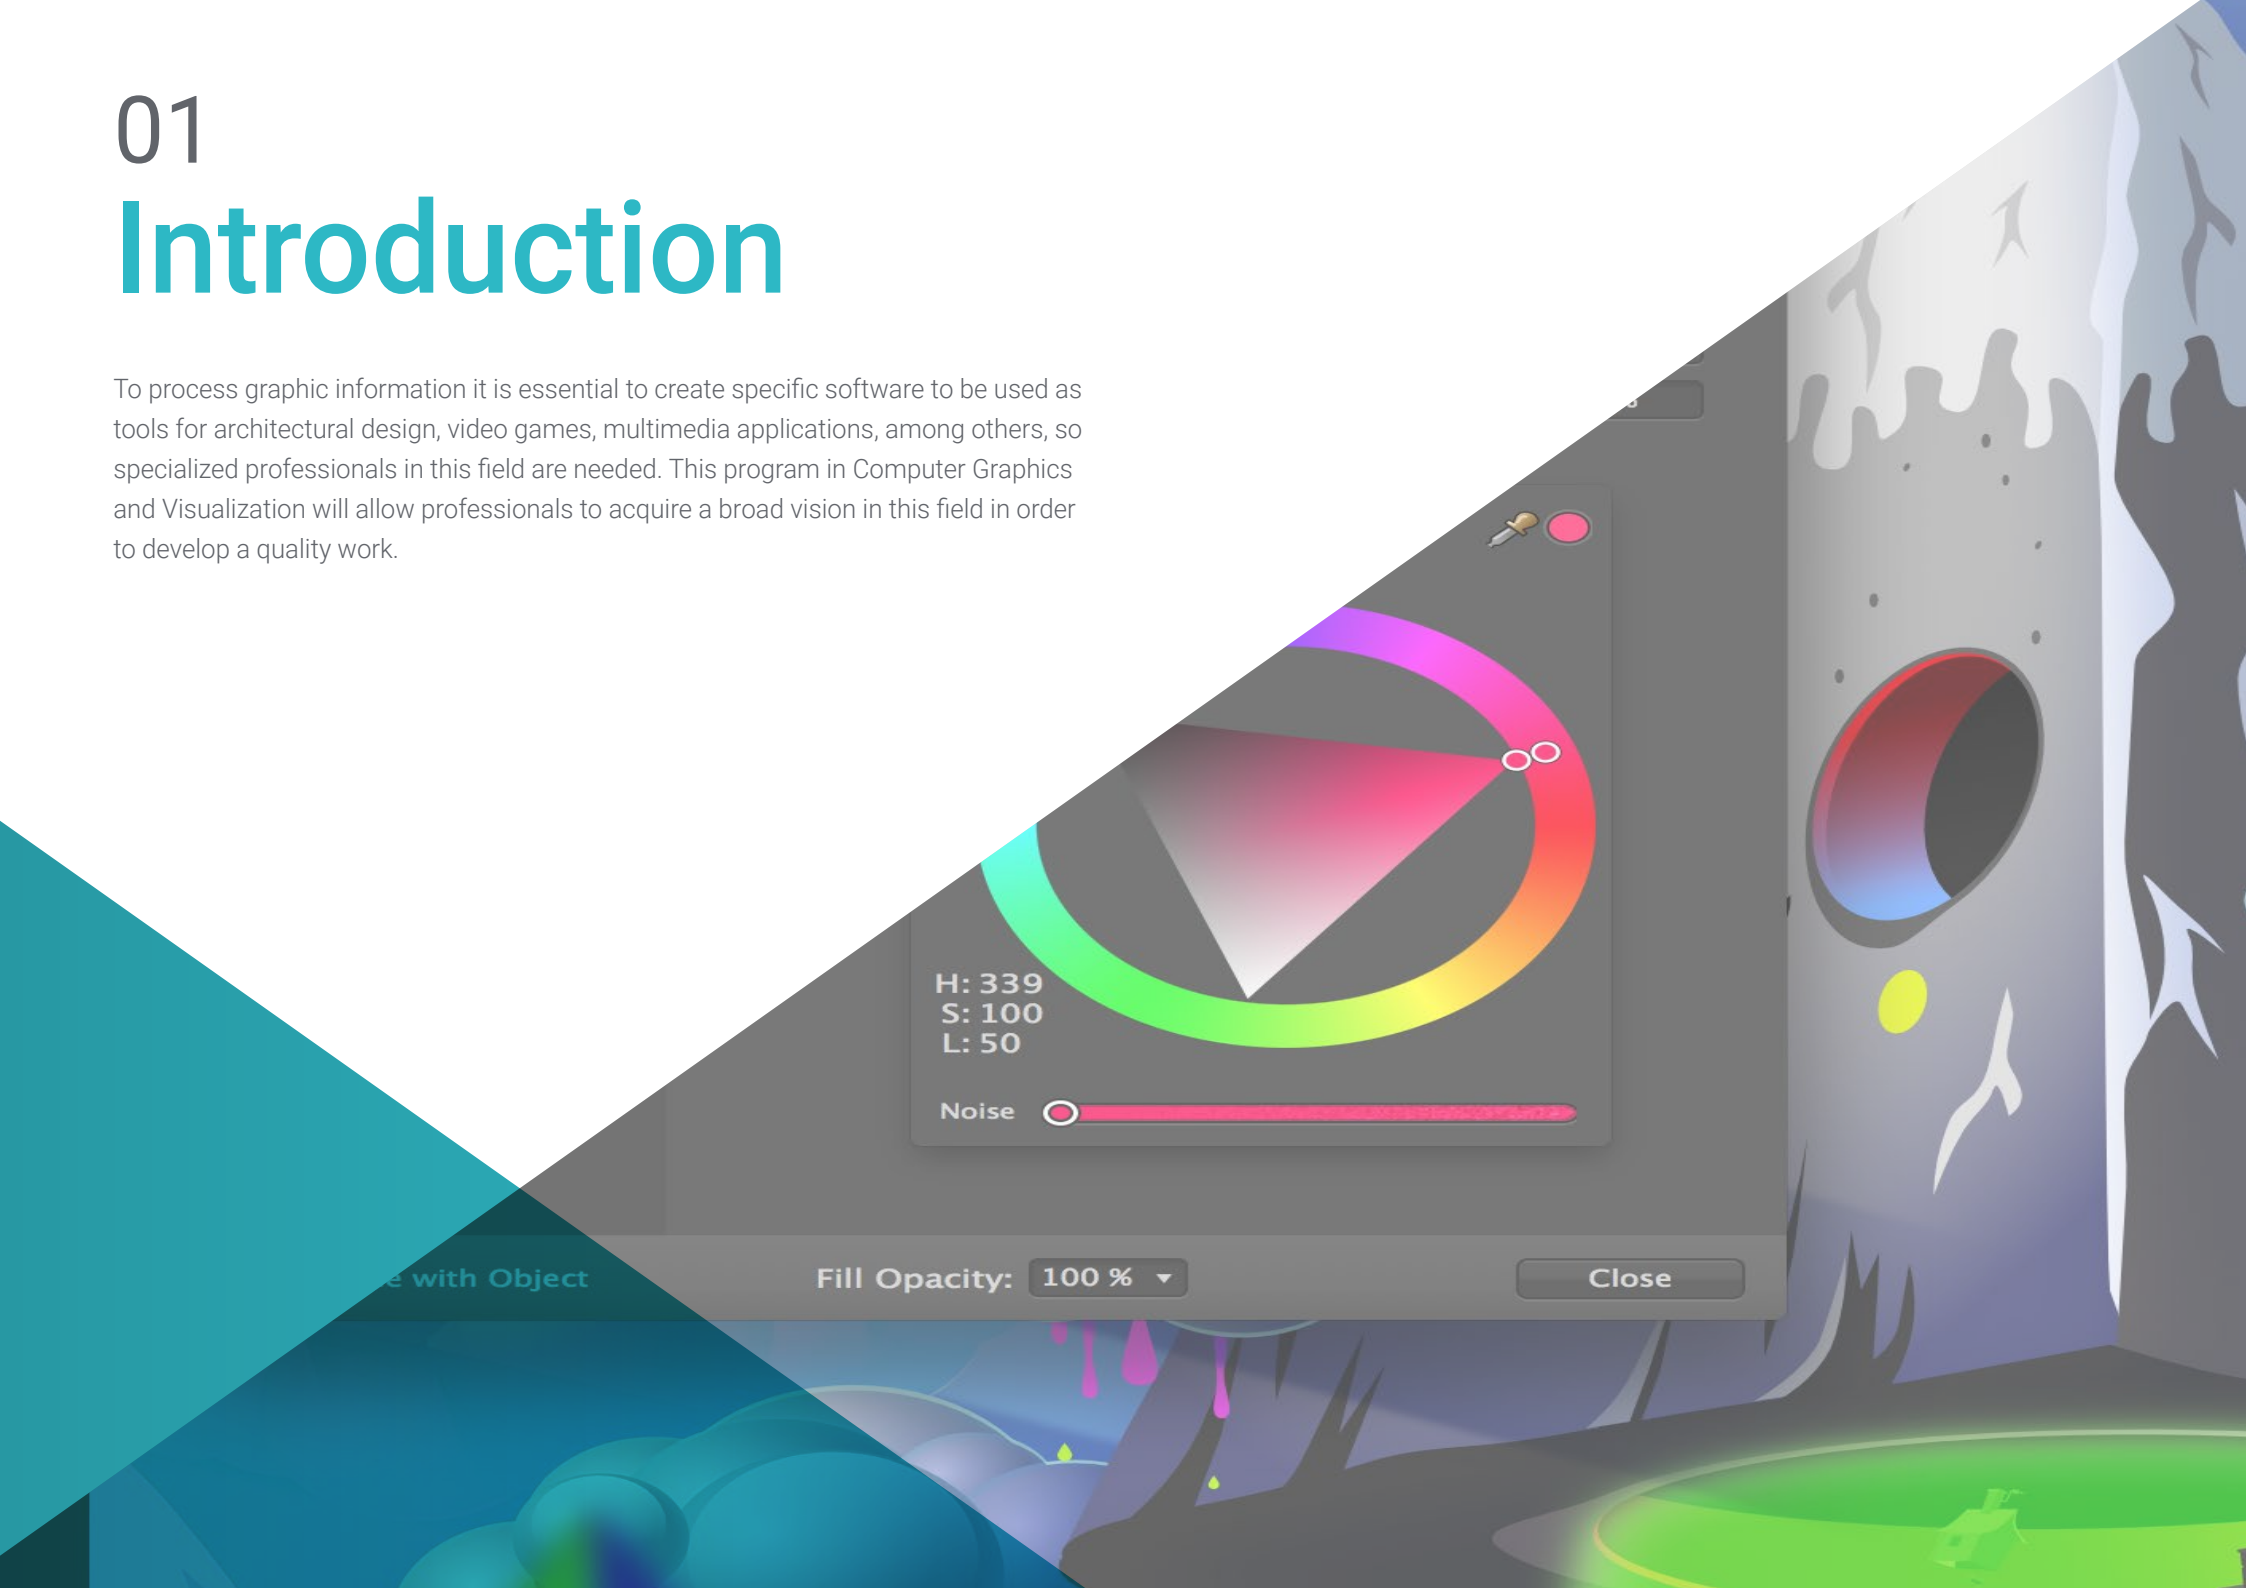 01
Introduction
To process graphic information it is essential to create specific software to be used as
tools for architectural design, video games, multimedia applications, among others, so
specialized professionals in this field are needed. This program in Computer Graphics
and Visualization will allow professionals to acquire a broad vision in this field in order
to develop a quality work.
H: 339
S: 100
L: 50
Noise
with Object
Fill Opacity: 100 %
Close